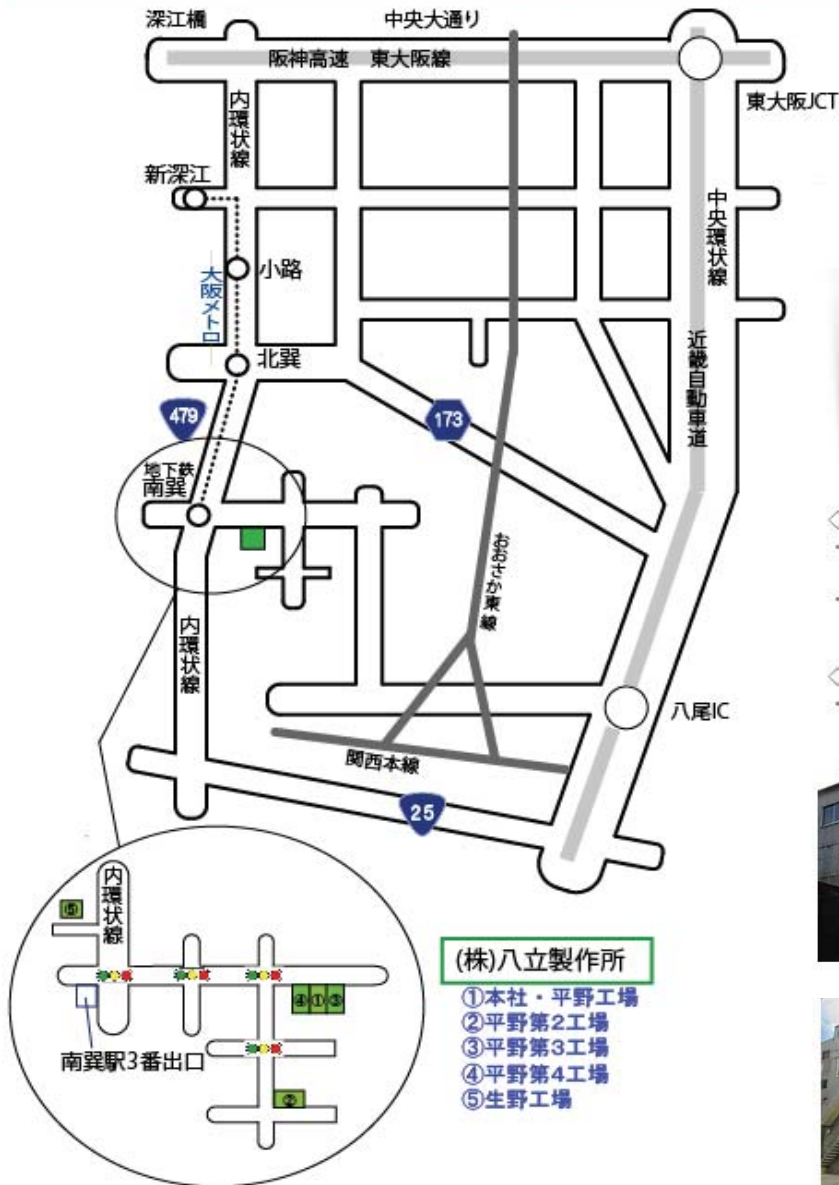 深江橋
中央大通り
阪神高速 東大阪線
東大阪JCT
内環状線
新深江
中央環状線
小路
大阪メトロ
北巽
近畿自動車道
479
173
地下鉄
南巽
おおさか東線
内環状線
八尾IC
関西本線
25
内環状線
⑤
④①③
南巽駅3番出口
②
(株)八立製作所
①本社・平野工場
②平野第2工場
③平野第3工場
④平野第4工場
⑤生野工場